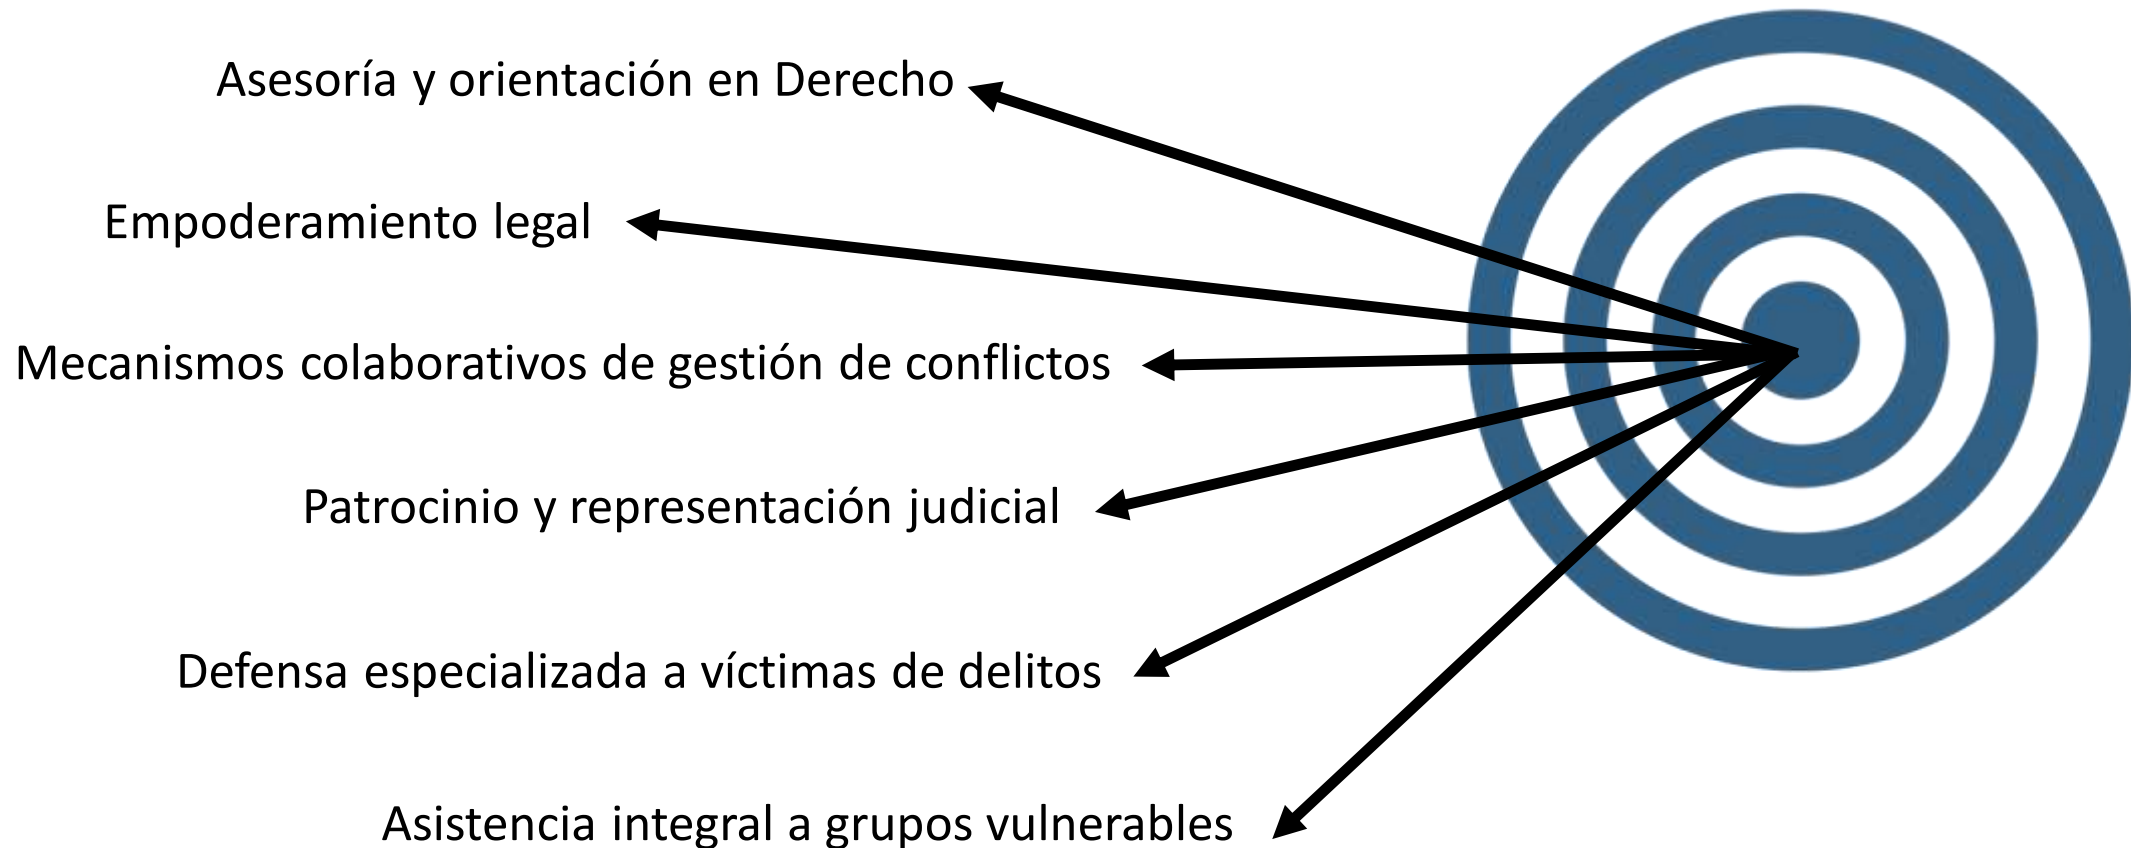 Asesoría y orientación en Derecho
Empoderamiento legal
Mecanismos colaborativos de gestión de conflictos
Patrocinio y representación judicial
Defensa especializada a víctimas de delitos
Asistencia integral a grupos vulnerables